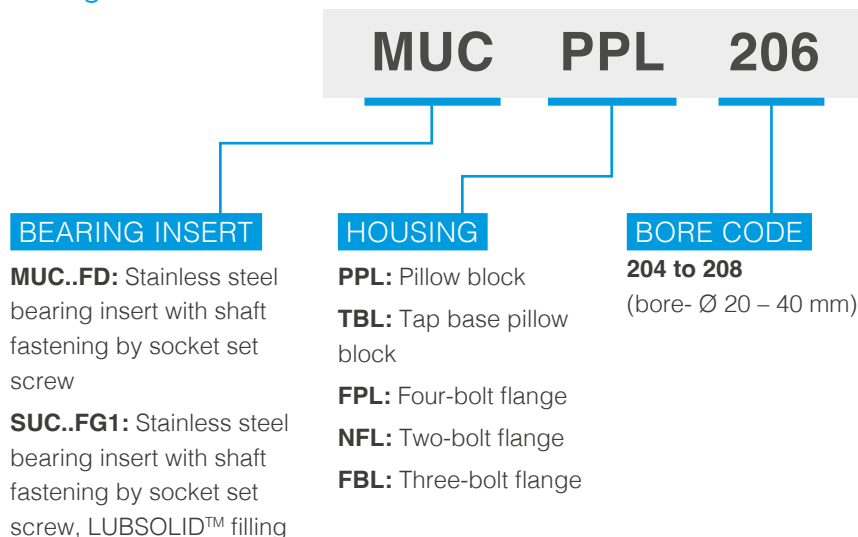 MUC PPL 206
BEARING INSERT
MUC..FD: Stainless steel
bearing insert with shaft
fastening by socket set
screw
SUC..FG1: Stainless steel
bearing insert with shaft
fastening by socket set
screw, LUBSOLID™ filling
HOUSING
PPL: Pillow block
TBL: Tap base pillow
block
FPL: Four-bolt flange
NFL: Two-bolt flange
FBL: Three-bolt flange
BORE CODE
204 to 208
(bore- Ø 20 – 40 mm)